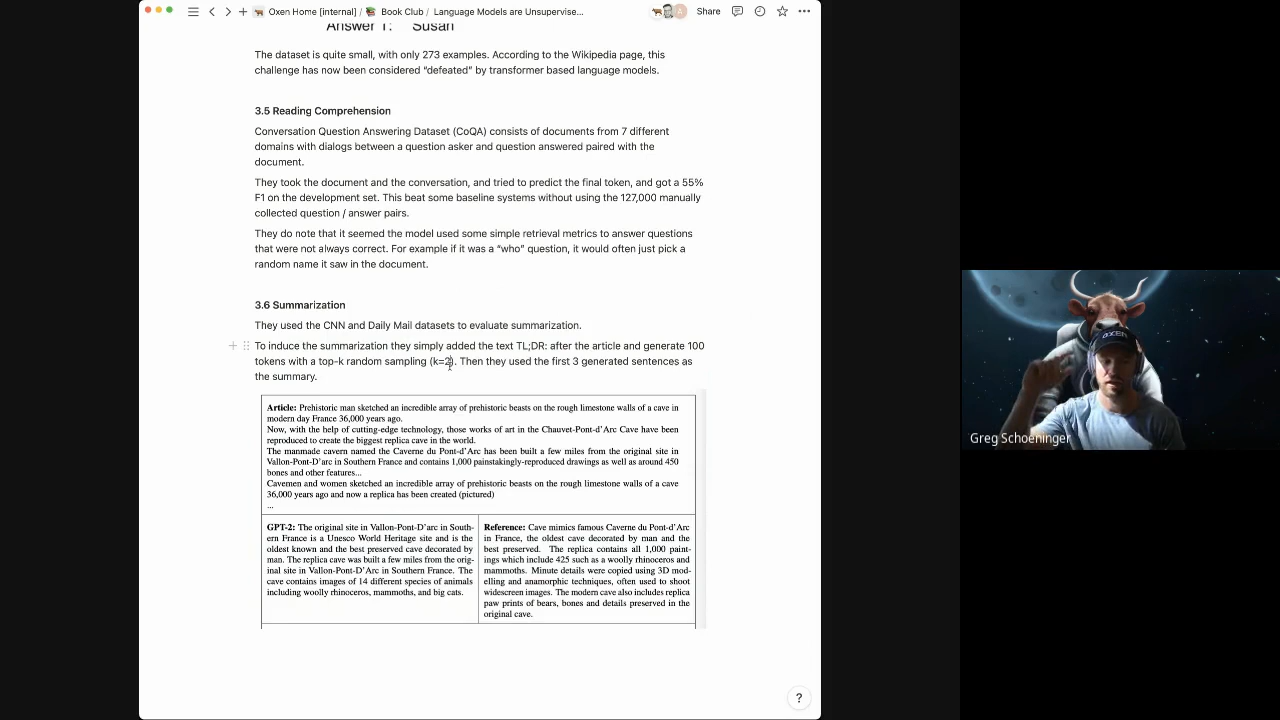 Oxen Home [internal] / Book Club / Language Models are Unsupervise...
Share
Answer 1: Susan
The dataset is quite small, with only 273 examples. According to the Wikipedia page, this
challenge has now been considered “defeated” by transformer based language models.
3.5 Reading Comprehension
Conversation Question Answering Dataset (CoQA) consists of documents from 7 different
domains with dialogs between a question asker and question answered paired with the
document.
They took the document and the conversation, and tried to predict the final token, and got a 55%
F1 on the development set. This beat some baseline systems without using the 127,000 manually
collected question / answer pairs.
They do note that it seemed the model used some simple retrieval metrics to answer questions
that were not always correct. For example if it was a “who” question, it would often just pick a
random name it saw in the document.
3.6 Summarization
They used the CNN and Daily Mail datasets to evaluate summarization.
To induce the summarization they simply added the text TL;DR: after the article and generate 100
tokens with a top-k random sampling (k=2). Then they used the first 3 generated sentences as
the summary.
Article: Prehistoric man sketched an incredible array of prehistoric beasts on the rough limestone walls of a cave in
modern day France 36,000 years ago.
Now, with the help of cutting-edge technology, those works of art in the Chauvet-Pont-d’Arc Cave have been
reproduced to create the biggest replica cave in the world.
The manmade cavern named the Caverne du Pont-d’Arc has been built a few miles from the original site in
Vallon-Pont-D’arc in Southern France and contains 1,000 painstakingly-reproduced drawings as well as around 450
bones and other features...
Cavemen and women sketched an incredible array of prehistoric beasts on the rough limestone walls of a cave
36,000 years ago and now a replica has been created (pictured)
...
GPT-2: The original site in Vallon-Pont-D’arc in South-
ern France is a Unesco World Heritage site and is the
oldest known and the best preserved cave decorated by
man. The replica cave was built a few miles from the orig-
inal site in Vallon-Pont-D’Arc in Southern France. The
cave contains images of 14 different species of animals
including woolly rhinoceros, mammoths, and big cats.
Reference: Cave mimics famous Caverne du Pont-d’Arc
in France, the oldest cave decorated by man and the
best preserved. The replica contains all 1,000 paint-
ings which include 425 such as a woolly rhinoceros and
mammoths. Minute details were copied using 3D mod-
elling and anamorphic techniques, often used to shoot
widescreen images. The modern cave also includes replica
paw prints of bears, bones and details preserved in the
original cave.
?
OXEN
Greg Schoeninger